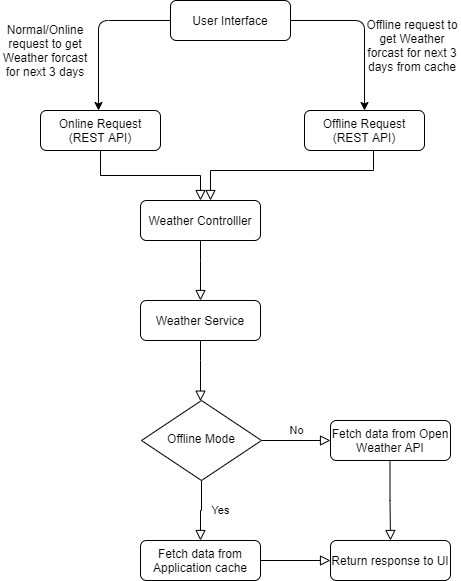 User Interface
Normal/Online
request to get
Weather forcast
for next 3 days
Offline request to
get Weather
forcast for next 3
days from cache
Online Request
(REST API)
Offline Request
(REST API)
Weather Controlller
Weather Service
Offline Mode
No
Fetch data from Open
Weather API
Yes
Fetch data from
Application cache
Return response to UI